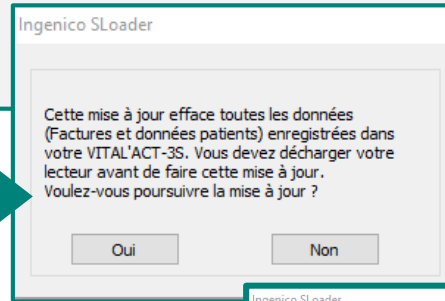 Ingenico SLoader
Cette mise à jour efface toutes les données
(Factures et données patients) enregistrées dans
votre VITAL'ACT-3S. Vous devez décharger votre
lecteur avant de faire cette mise à jour.
Voulez-vous poursuivre la mise à jour ?
Oui
Non
Ingenico SLoader